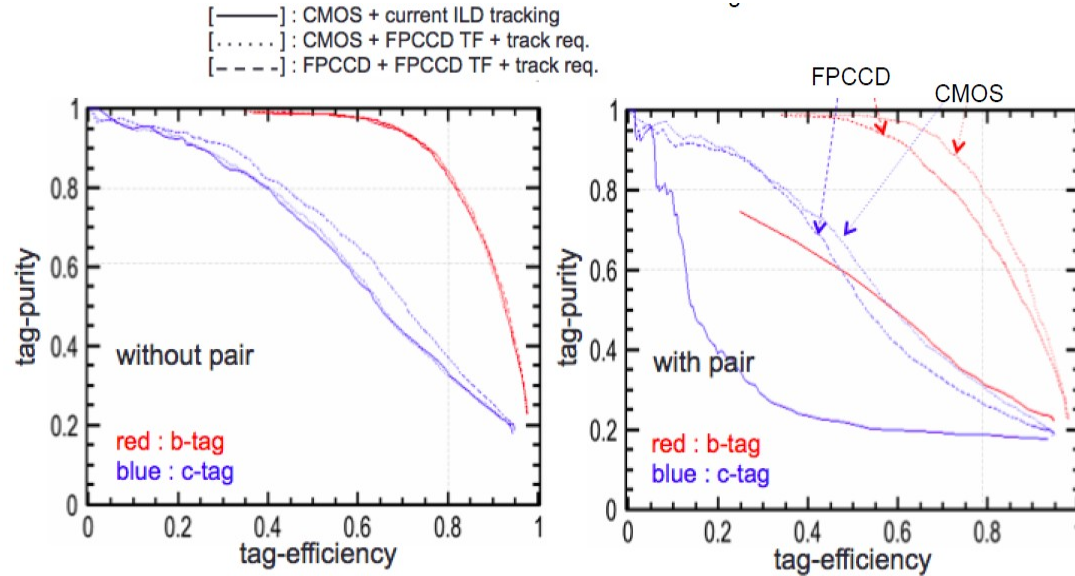 [———] : CMOS + current ILD tracking
[.......] : CMOS + FPCCD TF + track req.
[– – –] : FPCCD + FPCCD TF + track req.
FPCCD
CMOS
1
0.8
0.6
0.4
0.2
0
tag-purity
without pair
red : b-tag
blue : c-tag
0
0.2
0.4
0.6
0.8
1
tag-efficiency
1
0.8
0.6
0.4
0.2
0
tag-purity
with pair
red : b-tag
blue : c-tag
0
0.2
0.4
0.6
0.8
tag-efficiency